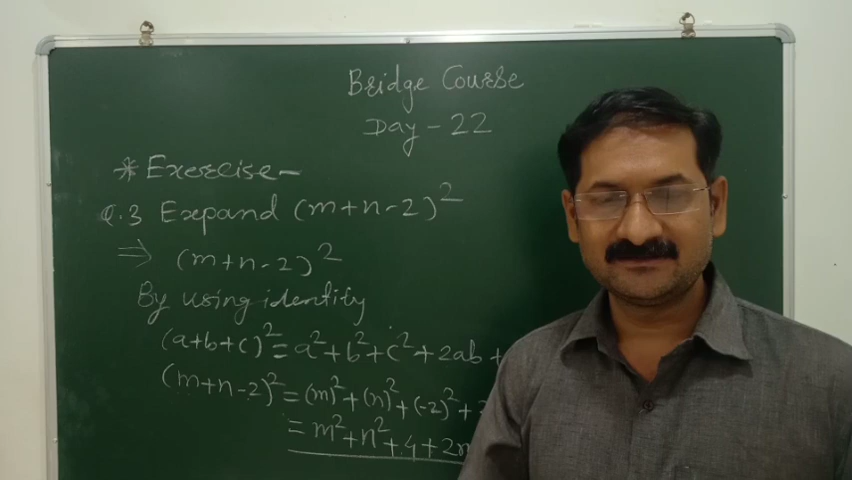 Bridge Course
Day - 22
* Exercise -
Q.3 Expand (m+n-2)²
⇒ (m+n-2)²
By using identity
(a+b+c)² = a² + b² + c² + 2ab +
(m+n-2)² = (m)² + (n)² + (-2)² +
= m² + n² + 4 + 2m